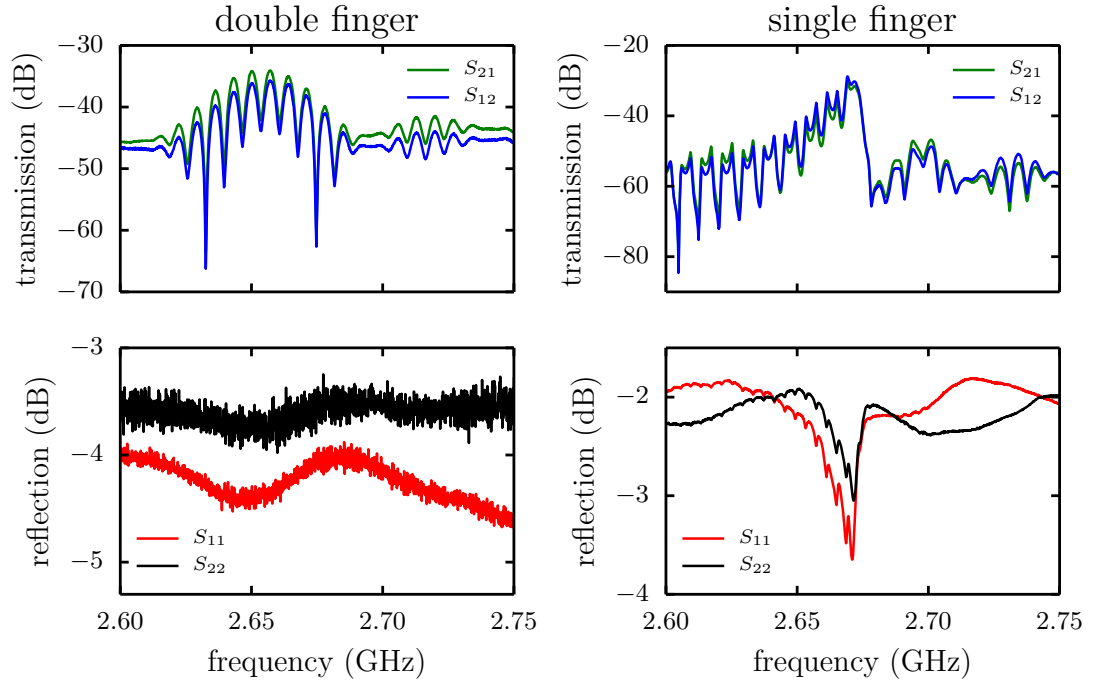 double finger
single finger
transmission (dB)
−30
−40
−50
−60
−70
S21
S12
transmission (dB)
−20
−40
−60
−80
S21
S12
reflection (dB)
−3
−4
−5
S11
S22
2.60
2.65
2.70
2.75
frequency (GHz)
reflection (dB)
−2
−3
−4
S11
S22
2.60
2.65
2.70
2.75
frequency (GHz)